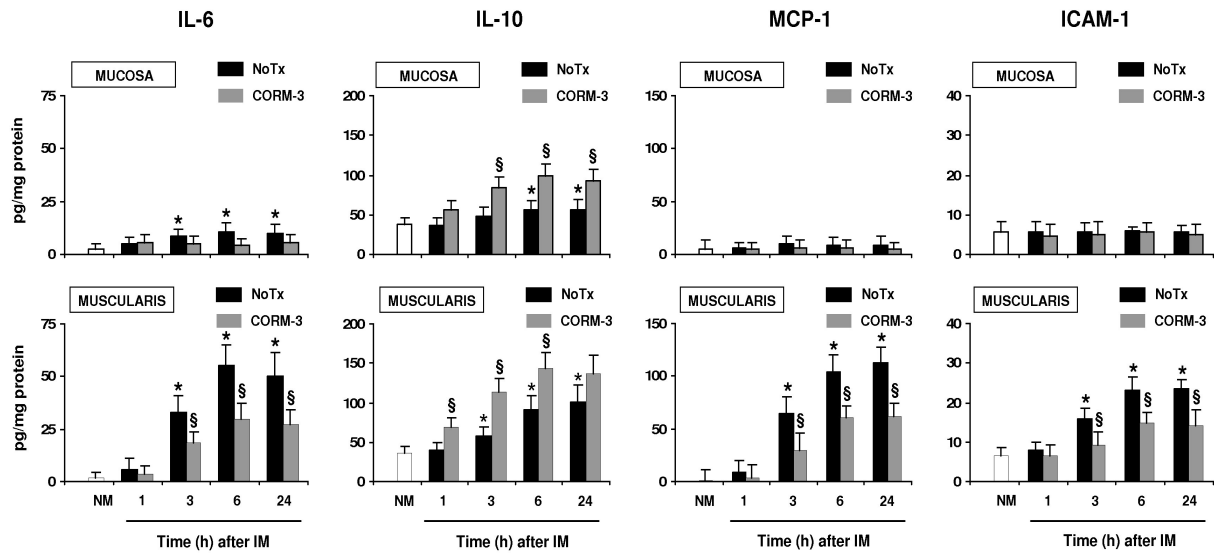 IL-6 IL-10 MCP-1 ICAM-1
MUCOSA NoTx MUCOSA NoTx MUCOSA NoTx MUCOSA NoTx
CORM-3 CORM-3 CORM-3 CORM-3
pg/mg protein
75 200 150 40
150 30
50 100
100 20
§ § §
25 50 10
* * * * * 50
0 0 0 0
MUSCULARIS NoTx MUSCULARIS NoTx MUSCULARIS NoTx MUSCULARIS NoTx
CORM-3 CORM-3 CORM-3 CORM-3
pg/mg protein
75 200 150 40
* * § § * *
150 30
50 § 100 * *
* § § * * * § § * § §
100 20
25 § * § 50 § 10
50
0 0 0 0
NM 1 3 6 24 NM 1 3 6 24 NM 1 3 6 24 NM 1 3 6 24
Time (h) after IM Time (h) after IM Time (h) after IM Time (h) after IM